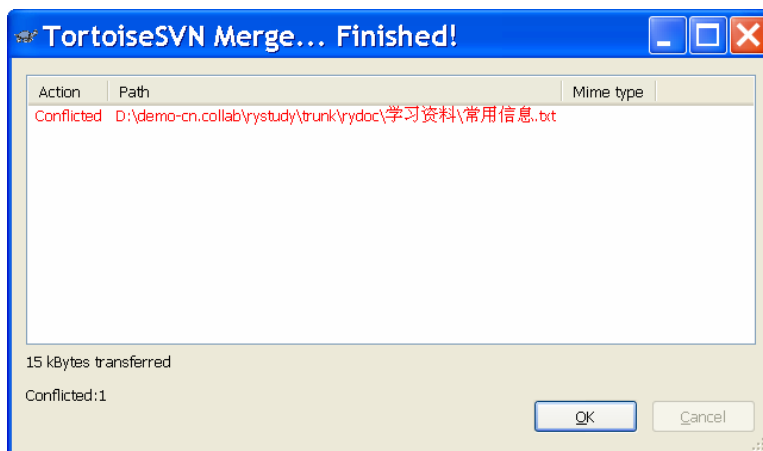 TortoiseSVN Merge... Finished!
Action Path Mime type
Conflicted D:\demo-cn.collab\rystudy\trunk\rydoc\学习资料\常用信息.txt
15 kBytes transferred
Conflicted:1
OK Cancel